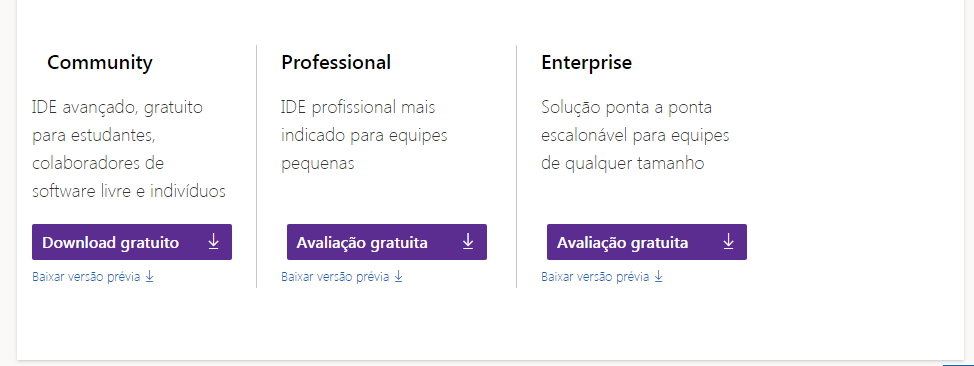 Community
IDE avançado, gratuito
para estudantes,
colaboradores de
software livre e indivíduos
Download gratuito
Baixar versão prévia
Professional
IDE profissional mais
indicado para equipes
pequenas
Avaliação gratuita
Baixar versão prévia
Enterprise
Solução ponta a ponta
escalonável para equipes
de qualquer tamanho
Avaliação gratuita
Baixar versão prévia